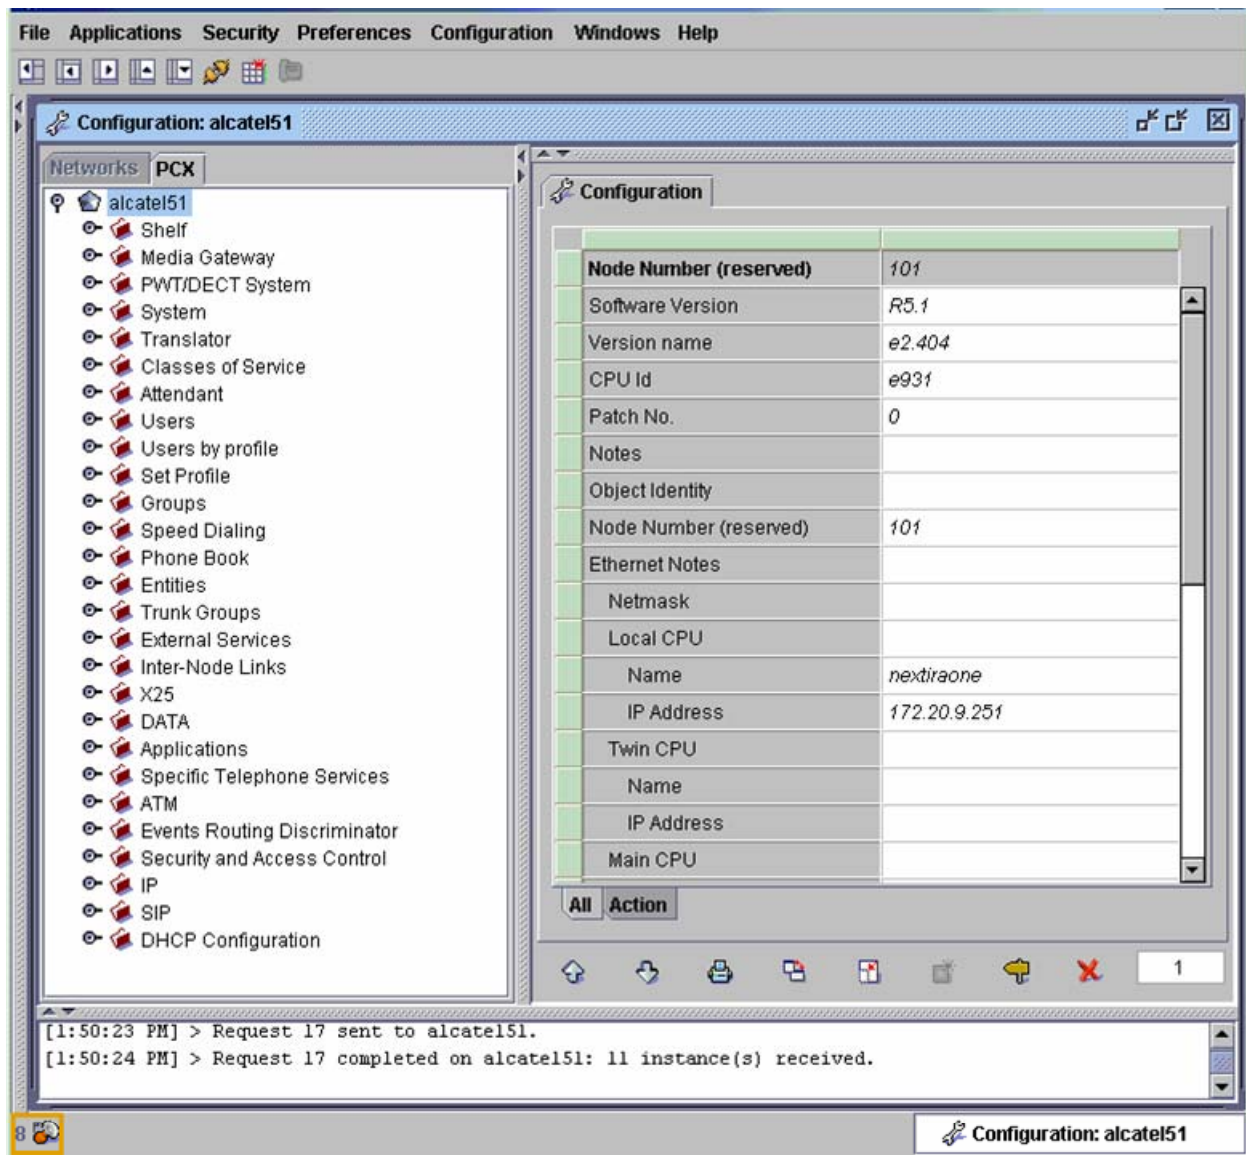 File Applications Security Preferences Configuration Windows Help
Configuration: alcatel51
Networks PCX
alcatel51
Shelf
Media Gateway
PWT/DECT System
System
Translator
Classes of Service
Attendant
Users
Users by profile
Set Profile
Groups
Speed Dialing
Phone Book
Entities
Trunk Groups
External Services
Inter-Node Links
X25
DATA
Applications
Specific Telephone Services
ATM
Events Routing Discriminator
Security and Access Control
IP
SIP
DHCP Configuration
Configuration
Node Number (reserved) 101
Software Version R5.1
Version name e2.404
CPU Id e931
Patch No. 0
Notes
Object Identity
Node Number (reserved) 101
Ethernet Notes
Netmask
Local CPU
Name nextiraone
IP Address 172.20.9.251
Twin CPU
Name
IP Address
Main CPU
All Action
1
[1:50:23 PM] > Request 17 sent to alcatel51.
[1:50:24 PM] > Request 17 completed on alcatel51: 11 instance(s) received.
8
Configuration: alcatel51